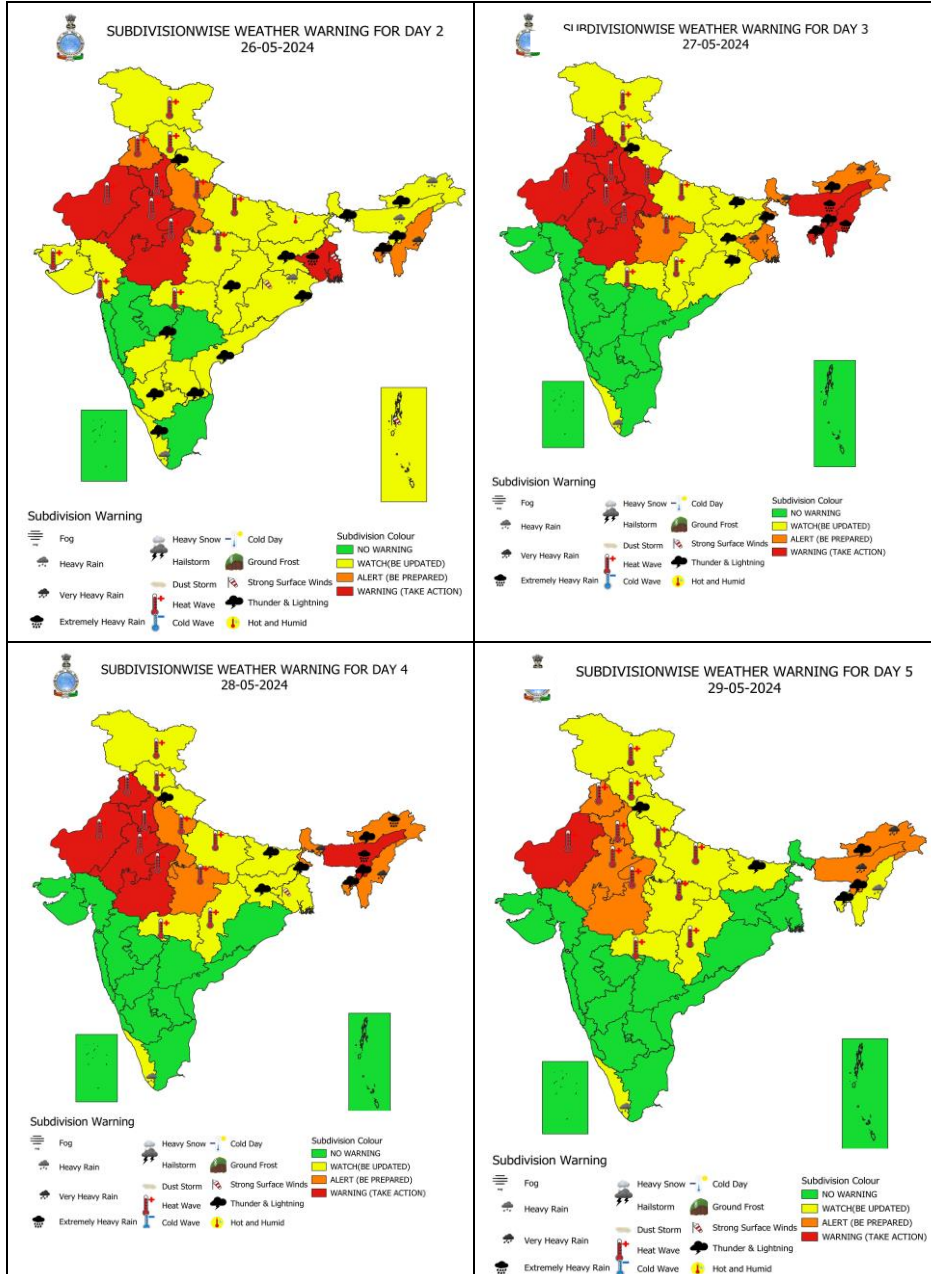 SUBDIVISIONWISE WEATHER WARNING FOR DAY 2
26-05-2024
Subdivision Warning
Fog
Heavy Rain
Very Heavy Rain
Extremely Heavy Rain
Heavy Snow
Hailstorm
Dust Storm
Heat Wave
Cold Wave
Cold Day
Ground Frost
Strong Surface Winds
Thunder & Lightning
Hot and Humid
Subdivision Colour
NO WARNING
WATCH(BE UPDATED)
ALERT (BE PREPARED)
WARNING (TAKE ACTION)
SUBDIVISIONWISE WEATHER WARNING FOR DAY 3
27-05-2024
Subdivision Warning
Fog
Heavy Rain
Very Heavy Rain
Extremely Heavy Rain
Heavy Snow
Hailstorm
Dust Storm
Heat Wave
Cold Wave
Cold Day
Ground Frost
Strong Surface Winds
Thunder & Lightning
Hot and Humid
Subdivision Colour
NO WARNING
WATCH(BE UPDATED)
ALERT (BE PREPARED)
WARNING (TAKE ACTION)
SUBDIVISIONWISE WEATHER WARNING FOR DAY 4
28-05-2024
Subdivision Warning
Fog
Heavy Rain
Very Heavy Rain
Extremely Heavy Rain
Heavy Snow
Hailstorm
Dust Storm
Heat Wave
Cold Wave
Cold Day
Ground Frost
Strong Surface Winds
Thunder & Lightning
Hot and Humid
Subdivision Colour
NO WARNING
WATCH(BE UPDATED)
ALERT (BE PREPARED)
WARNING (TAKE ACTION)
SUBDIVISIONWISE WEATHER WARNING FOR DAY 5
29-05-2024
Subdivision Warning
Fog
Heavy Rain
Very Heavy Rain
Extremely Heavy Rain
Heavy Snow
Hailstorm
Dust Storm
Heat Wave
Cold Wave
Cold Day
Ground Frost
Strong Surface Winds
Thunder & Lightning
Hot and Humid
Subdivision Colour
NO WARNING
WATCH(BE UPDATED)
ALERT (BE PREPARED)
WARNING (TAKE ACTION)